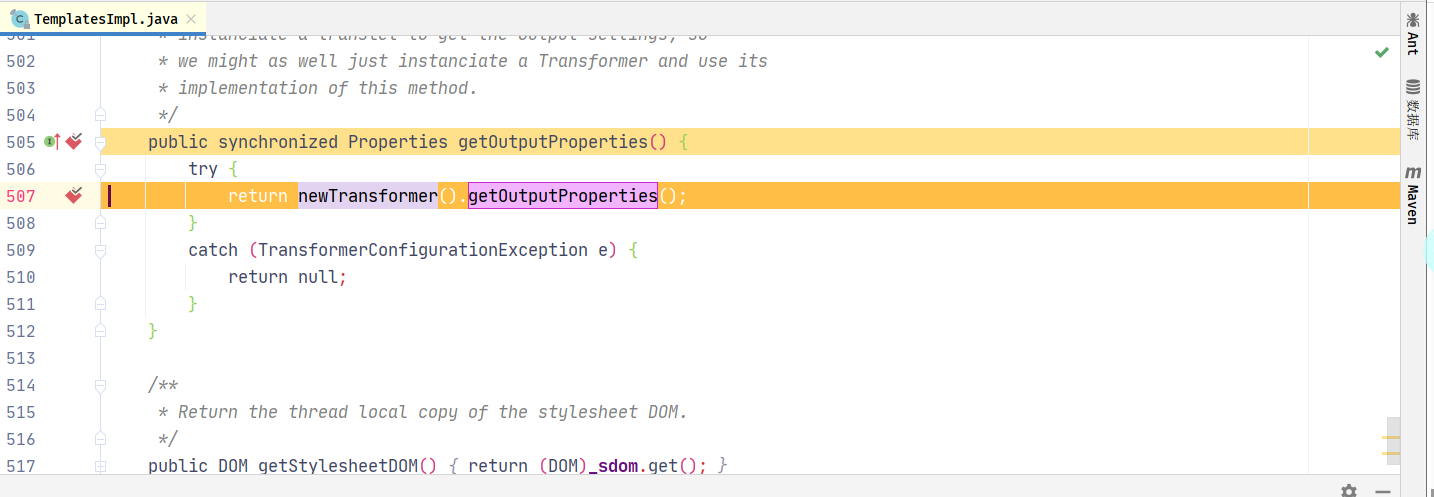 TemplatesImpl.java
501 * instanciate a translet to get the output settings, so
502 * we might as well just instanciate a Transformer and use its
503 * implementation of this method.
504 */
505 public synchronized Properties getOutputProperties() {
506 try {
507 return newTransformer().getOutputProperties();
508 }
509 catch (TransformerConfigurationException e) {
510 return null;
511 }
512 }
513
514 /**
515 * Return the thread local copy of the stylesheet DOM.
516 */
517 public DOM getStylesheetDOM() { return (DOM)_sdom.get(); }
Ant
数据库
Maven